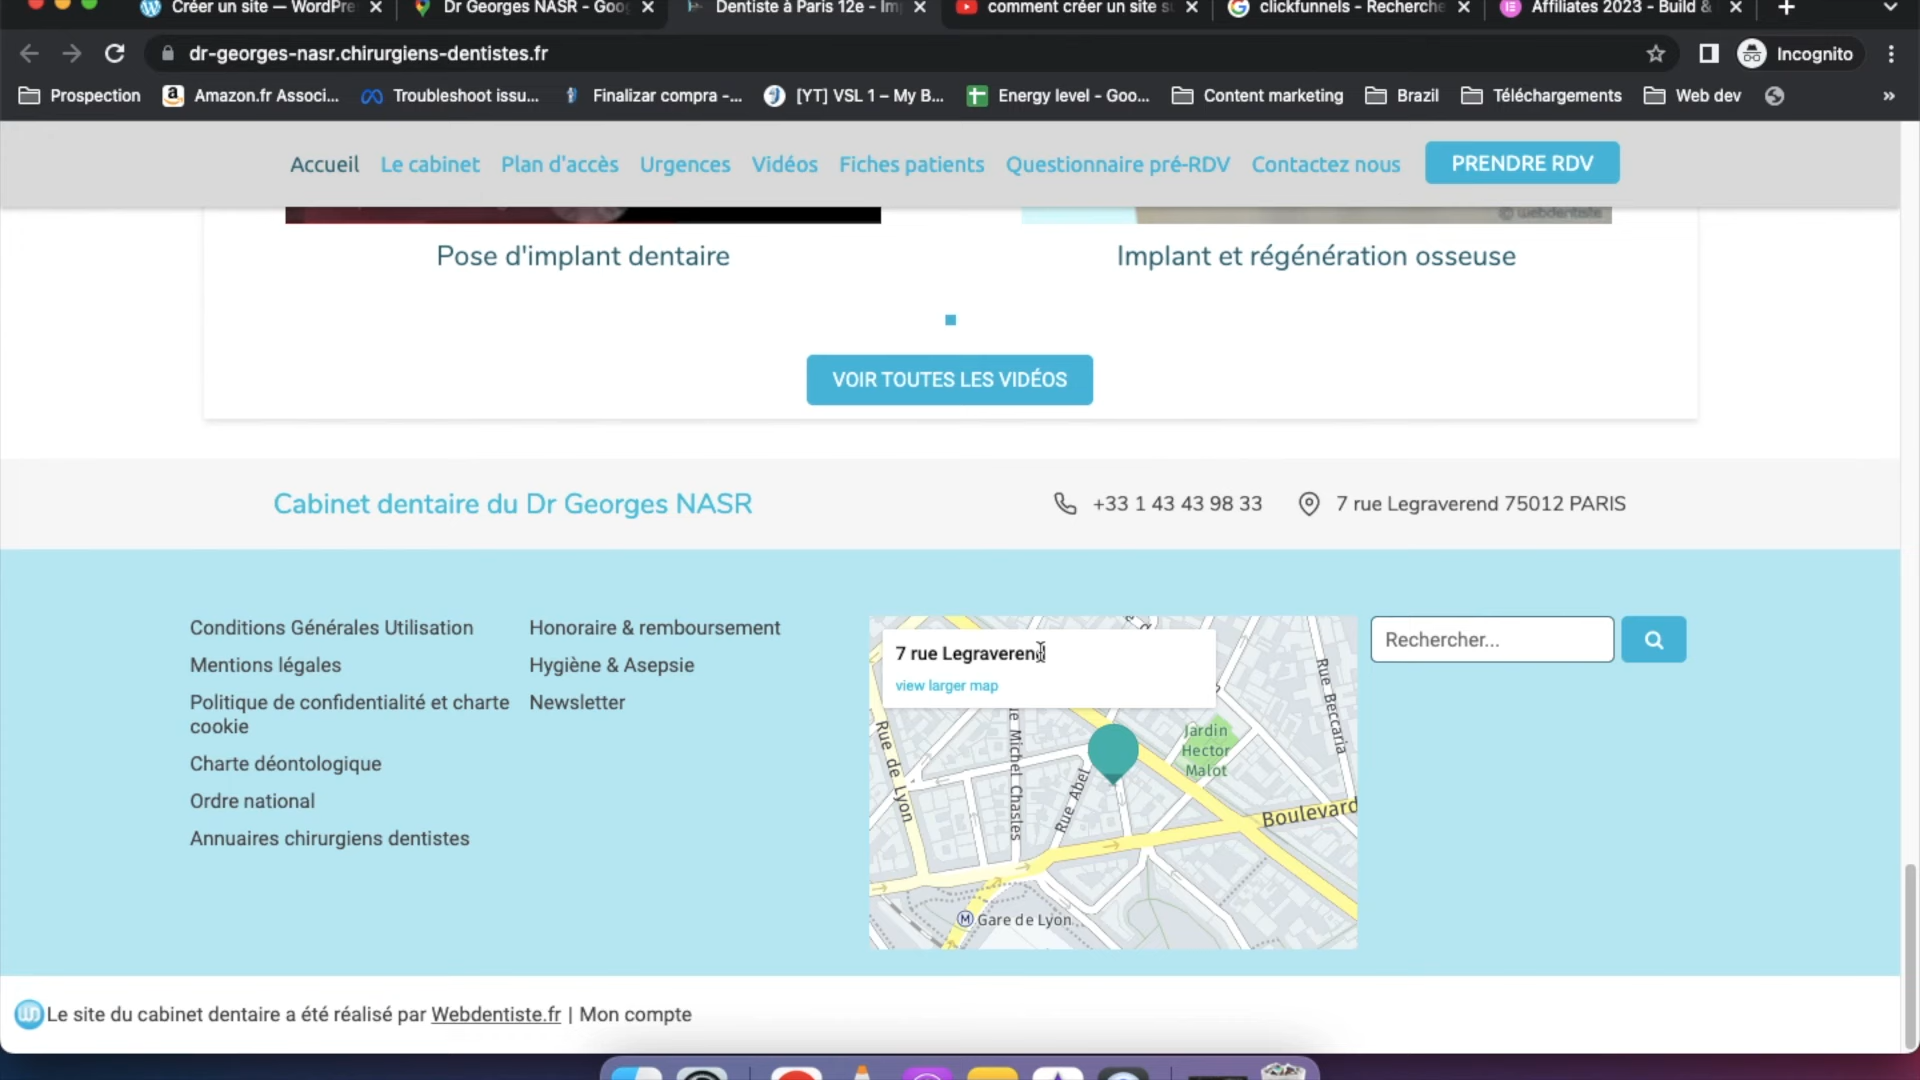 Créer un site — WordPre
Dr Georges NASR - Goo
Dentiste à Paris 12e - Im
comment créer un site s
clickfunnels - Recherche
Affiliates 2023 - Build &
dr-georges-nasr.chirurgiens-dentistes.fr
Incognito
Prospection
Amazon.fr Associ...
Troubleshoot issu...
Finalizar compra -...
[YT] VSL 1 – My B...
Energy level - Goo...
Content marketing
Brazil
Téléchargements
Web dev
»
Accueil
Le cabinet
Plan d'accès
Urgences
Vidéos
Fiches patients
Questionnaire pré-RDV
Contactez nous
PRENDRE RDV
© webdentiste
Pose d'implant dentaire
Implant et régénération osseuse
VOIR TOUTES LES VIDÉOS
Cabinet dentaire du Dr Georges NASR
+33 1 43 43 98 33
7 rue Legraverend 75012 PARIS
Conditions Générales Utilisation
Mentions légales
Politique de confidentialité et charte
cookie
Charte déontologique
Ordre national
Annuaires chirurgiens dentistes
Honoraire & remboursement
Hygiène & Asepsie
Newsletter
7 rue Legraverend
view larger map
Rue de Lyon
Michel Chasles
Rue Abel
Jardin
Hector
Malot
Rue Beccaria
Boulevard
M Gare de Lyon
Rechercher...
Le site du cabinet dentaire a été réalisé par Webdentiste.fr | Mon compte